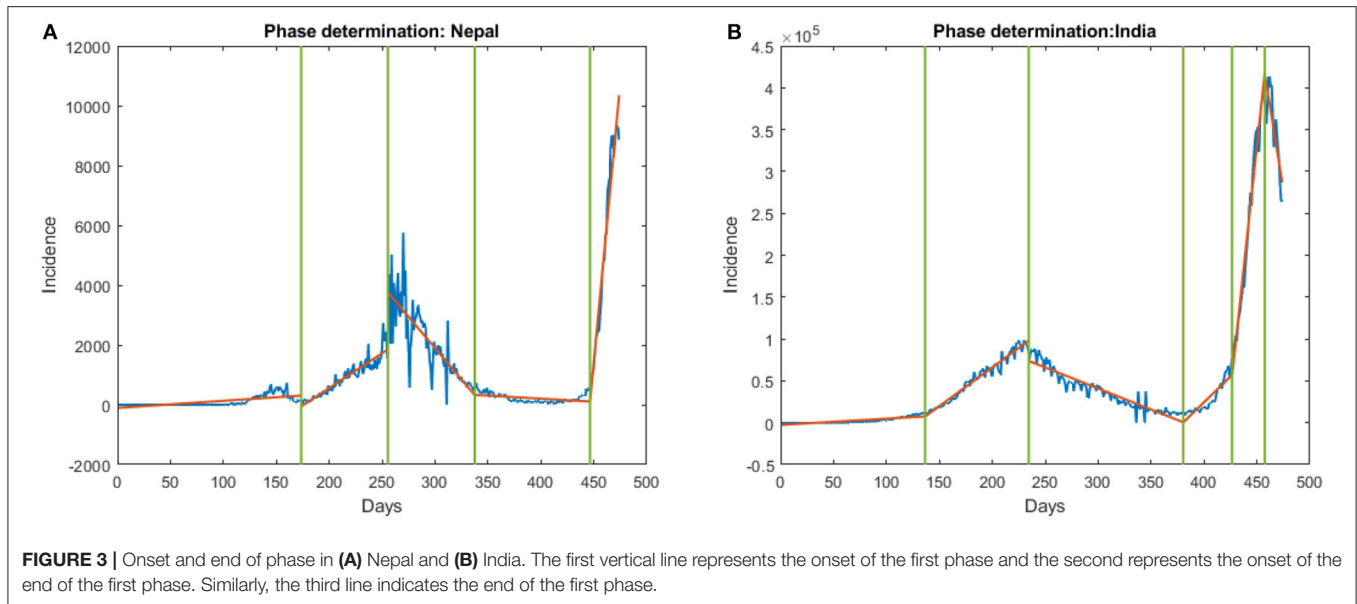 A
Phase determination: Nepal
12000
10000
8000
6000
4000
2000
0
-2000
Incidence
0 50 100 150 200 250 300 350 400 450 500
Days
B
Phase determination:India
×10^5
4.5
4
3.5
3
2.5
2
1.5
1
0.5
0
-0.5
Incidence
0 50 100 150 200 250 300 350 400 450 500
Days
FIGURE 3 | Onset and end of phase in (A) Nepal and (B) India. The first vertical line represents the onset of the first phase and the second represents the onset of the
end of the first phase. Similarly, the third line indicates the end of the first phase.